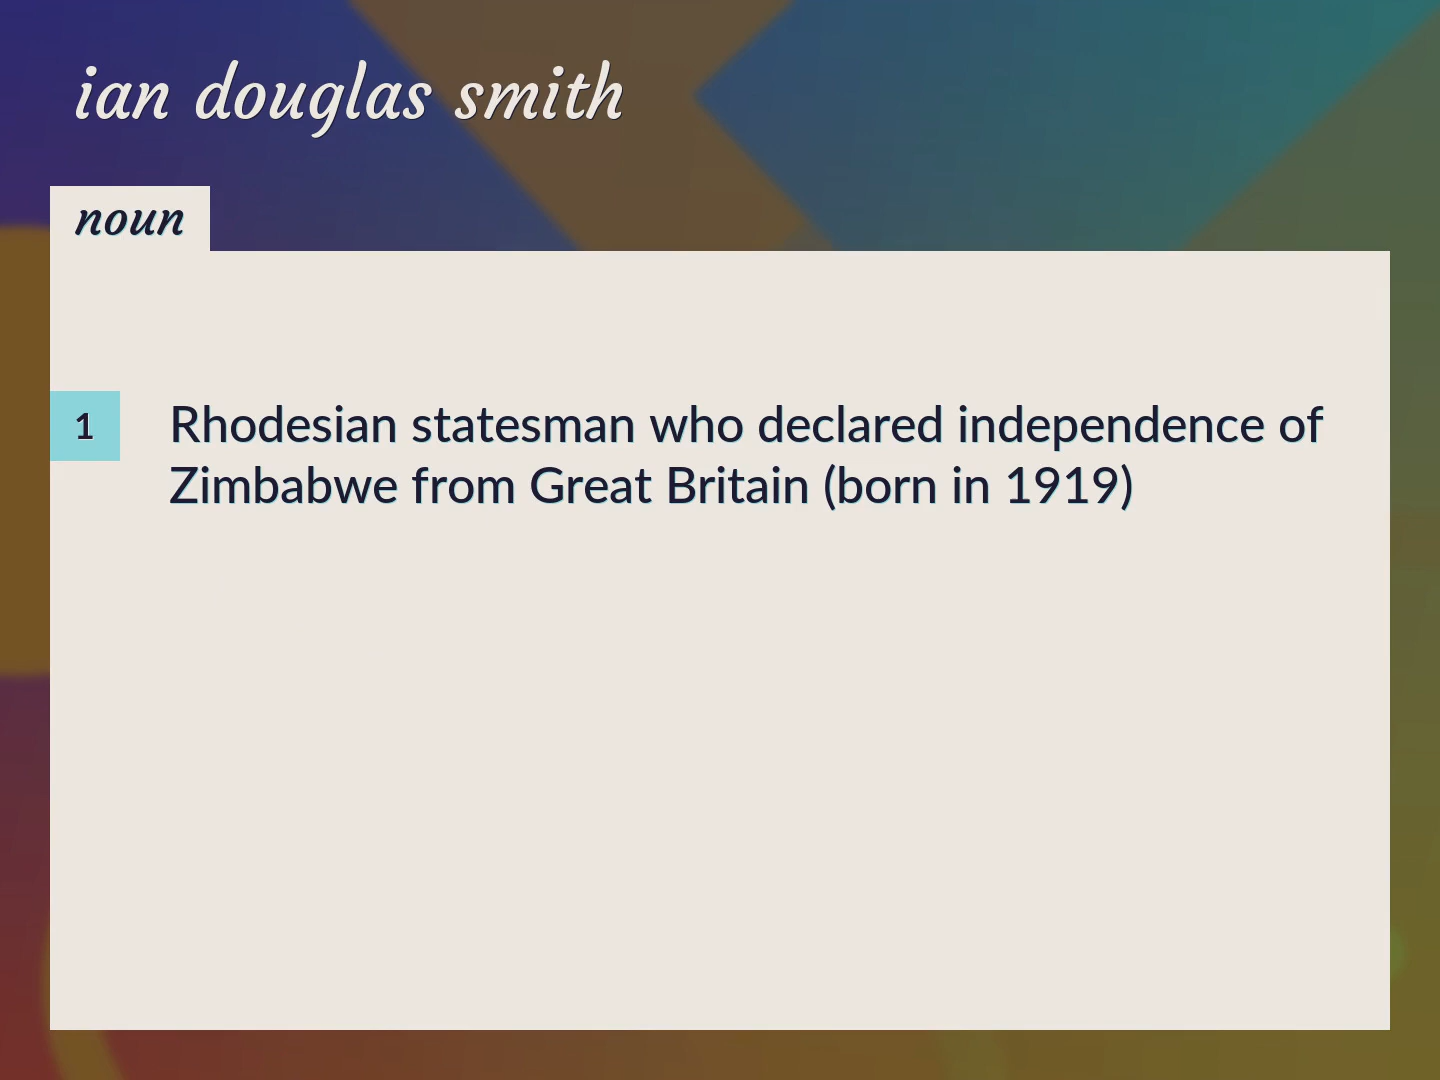 ian douglas smith
noun
1
Rhodesian statesman who declared independence of
Zimbabwe from Great Britain (born in 1919)